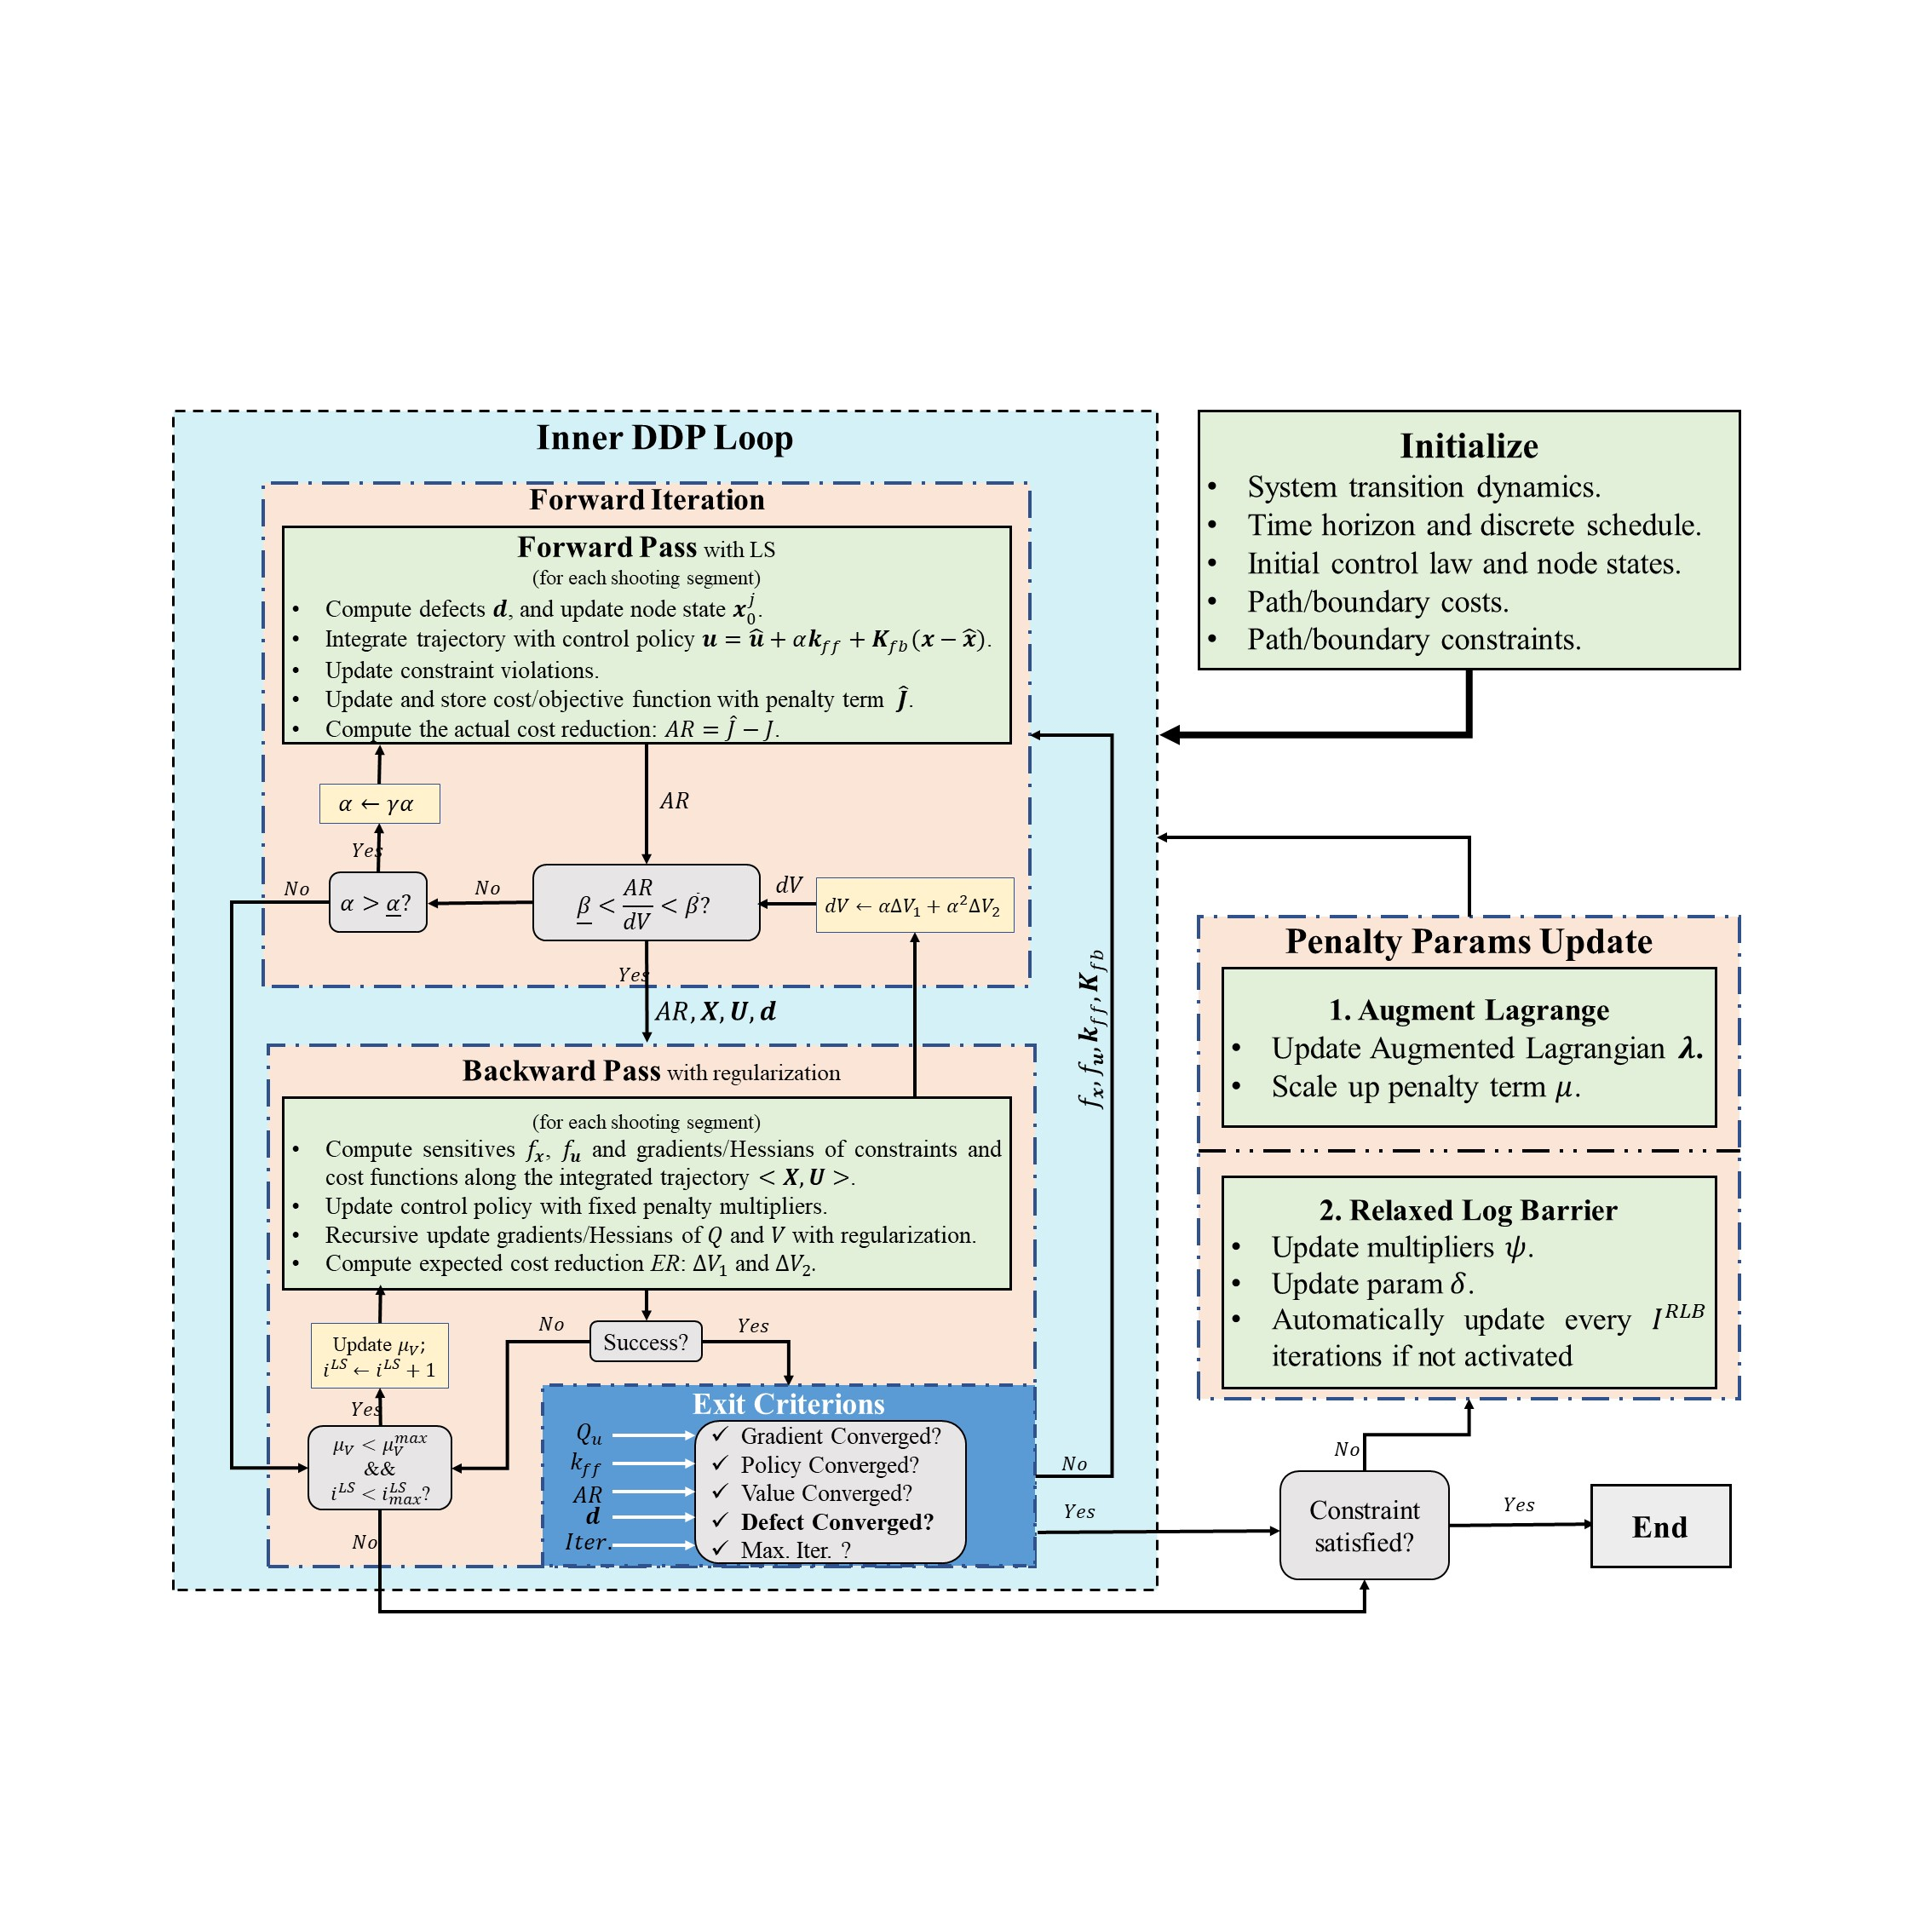 Inner DDP Loop
Forward Iteration
Forward Pass with LS
(for each shooting segment)
• Compute defects d, and update node state x₀ʲ.
• Integrate trajectory with control policy u = û + αk_ff + K_fb(x − x̂).
• Update constraint violations.
• Update and store cost/objective function with penalty term Ĵ.
• Compute the actual cost reduction: AR = Ĵ − J.
α ← γα
AR
Yes
No
α > α̲?
No
β̲ < AR/dV < β̄?
dV
dV ← αΔV₁ + α²ΔV₂
Yes
AR, X, U, d
f_x, f_u, k_ff, K_fb
Backward Pass with regularization
(for each shooting segment)
• Compute sensitives f_x, f_u and gradients/Hessians of constraints and
cost functions along the integrated trajectory < X, U >.
• Update control policy with fixed penalty multipliers.
• Recursive update gradients/Hessians of Q and V with regularization.
• Compute expected cost reduction ER: ΔV₁ and ΔV₂.
Update μ_V;
i^LS ← i^LS + 1
No
Success?
Yes
Yes
μ_V < μ_V^max
&&
i^LS < i_max^LS?
No
Exit Criterions
Q_u
✓ Gradient Converged?
k_ff
✓ Policy Converged?
AR
✓ Value Converged?
d
✓ Defect Converged?
Iter.
✓ Max. Iter. ?
No
Yes
Initialize
• System transition dynamics.
• Time horizon and discrete schedule.
• Initial control law and node states.
• Path/boundary costs.
• Path/boundary constraints.
Penalty Params Update
1. Augment Lagrange
• Update Augmented Lagrangian λ.
• Scale up penalty term μ.
2. Relaxed Log Barrier
• Update multipliers ψ.
• Update param δ.
• Automatically update every I^RLB
iterations if not activated
No
Constraint
satisfied?
Yes
End